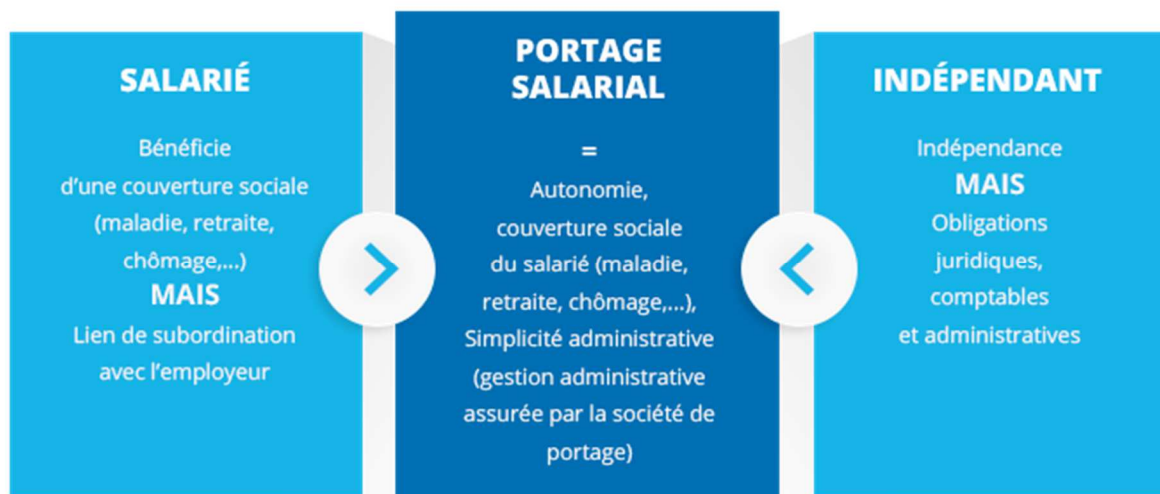 SALARIÉ
Bénéficie
d'une couverture sociale
(maladie, retraite,
chômage,...)
MAIS
Lien de subordination
avec l'employeur
PORTAGE
SALARIAL
=
Autonomie,
couverture sociale
du salarié (maladie,
retraite, chômage,...),
Simplicité administrative
(gestion administrative
assurée par la société de
portage)
INDÉPENDANT
Indépendance
MAIS
Obligations
juridiques,
comptables
et administratives